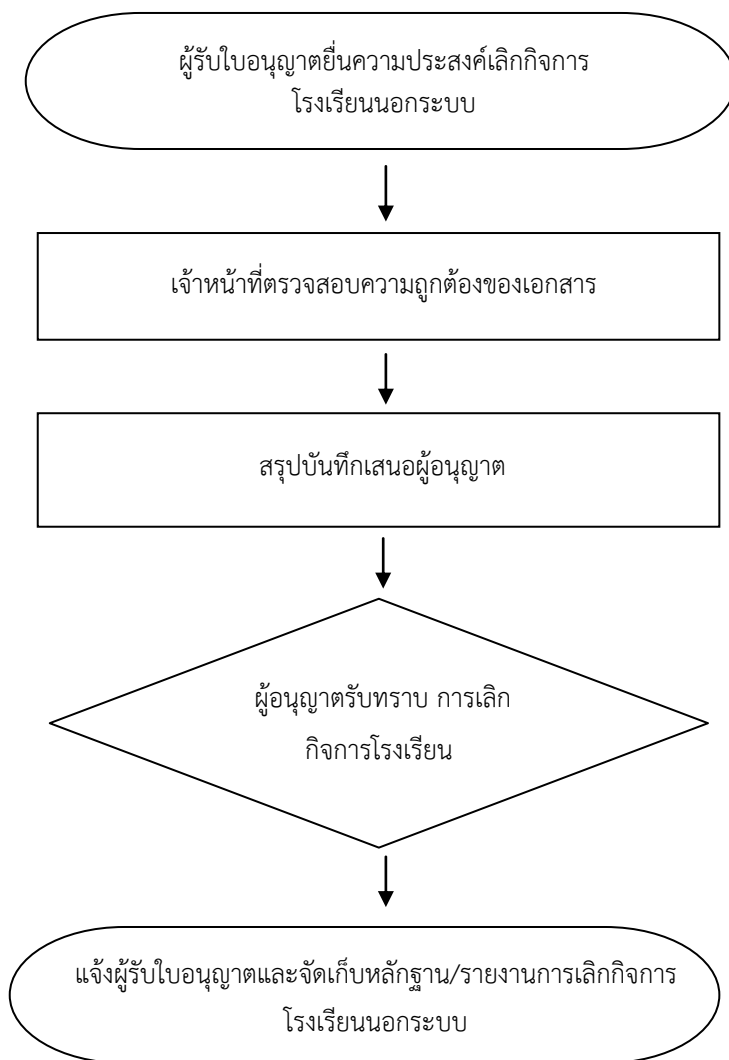 ผู้รับใบอนุญาตยื่นความประสงค์เลิกกิจการ
โรงเรียนนอกระบบ
เจ้าหน้าที่ตรวจสอบความถูกต้องของเอกสาร
สรุปบันทึกเสนอผู้อนุญาต
ผู้อนุญาตรับทราบ การเลิก
กิจการโรงเรียน
แจ้งผู้รับใบอนุญาตและจัดเก็บหลักฐาน/รายงานการเลิกกิจการ
โรงเรียนนอกระบบ